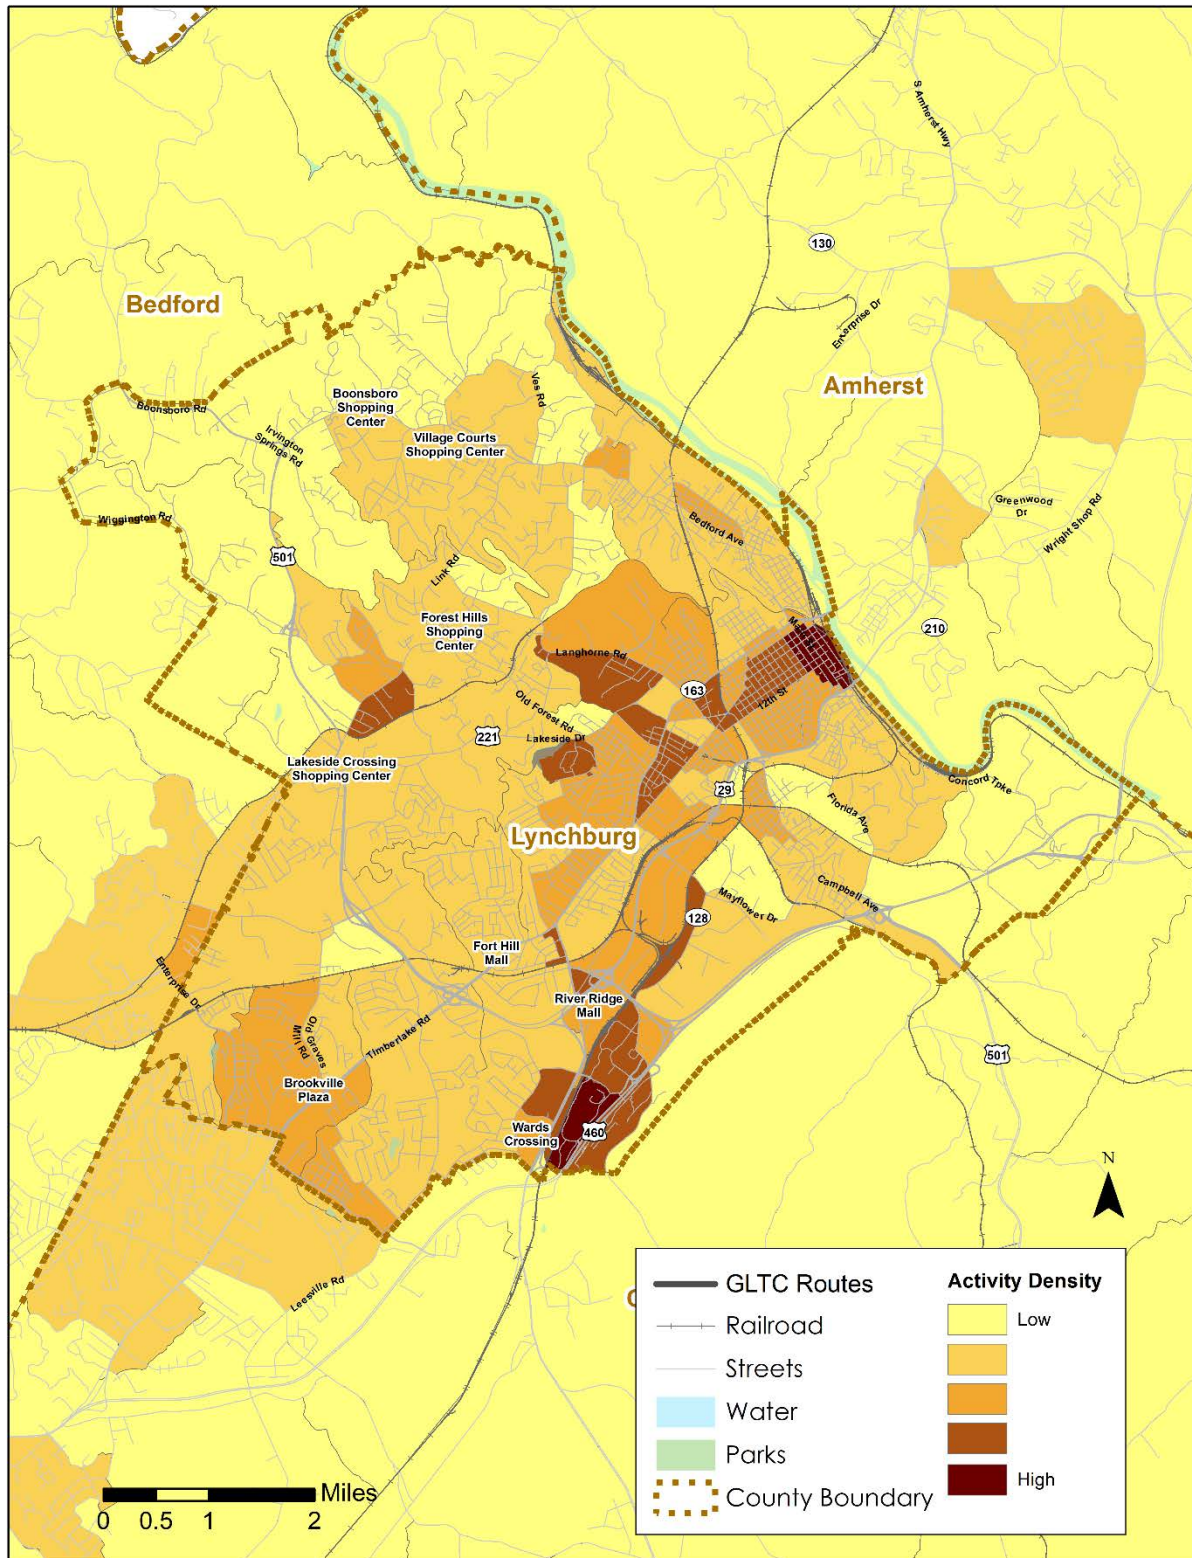 S Amherst Hwy
130
Bedford
Enterprise Dr
Amherst
Boonsboro
Shopping
Center
Ves Rd
Boonsboro Rd
Irvington
Springs Rd
Village Courts
Shopping Center
Greenwood
Dr
Wright Shop Rd
Wiggington Rd
Bedford Ave
501
Link Rd
Forest Hills
Shopping
Center
210
Langhorne Rd
163
12th St
Old Forest Rd
221
Lakeside Dr
Lakeside Crossing
Shopping Center
29
Concord Tpke
Florida Ave
Lynchburg
Campbell Ave
Mayflower Dr
128
Fort Hill
Mall
Enterprise Dr
River Ridge
Mall
Old Graves
Mill Rd
Timberlake Rd
501
Brookville
Plaza
Wards
Crossing
460
N
Leesville Rd
GLTC Routes
Railroad
Streets
Water
Parks
County Boundary
Activity Density
Low
High
Miles
0 0.5 1 2